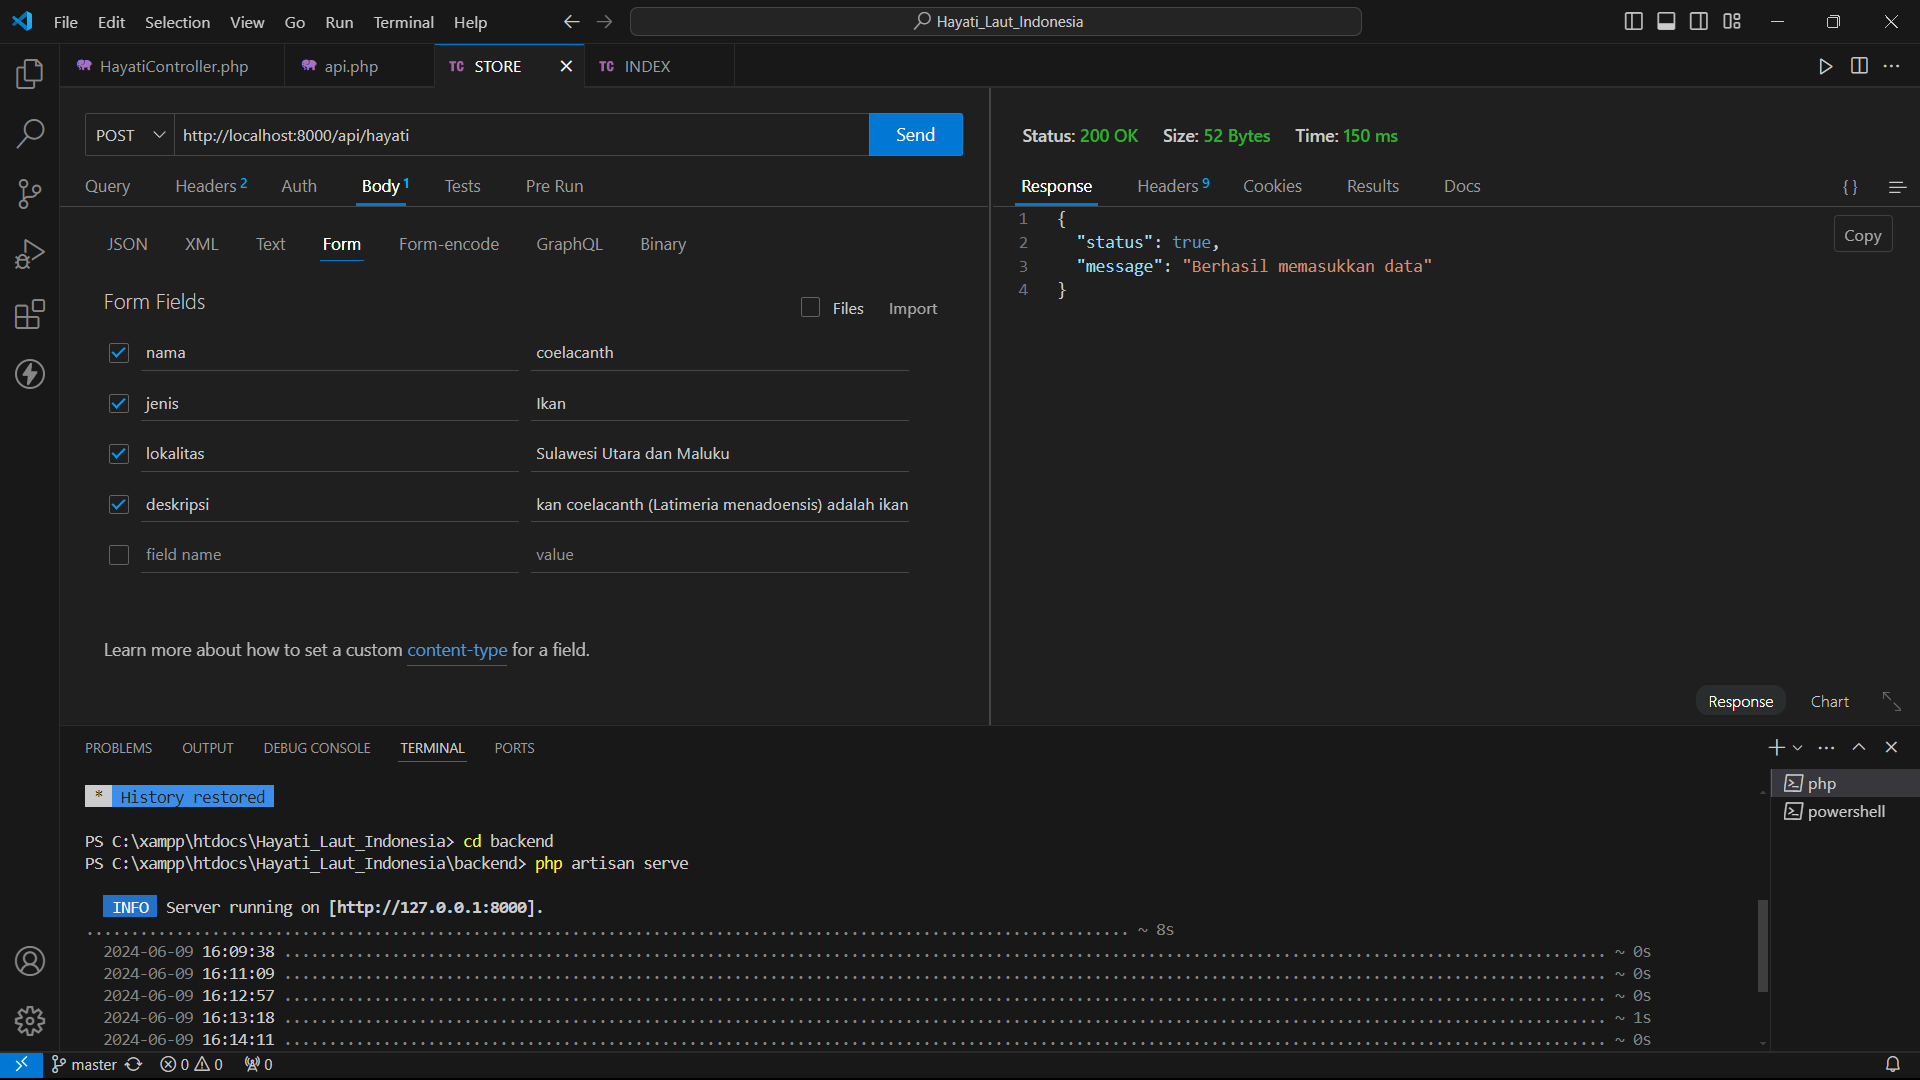 File Edit Selection View Go Run Terminal Help
Hayati_Laut_Indonesia
HayatiController.php
api.php
TC STORE
TC INDEX
POST
http://localhost:8000/api/hayati
Send
Query
Headers 2
Auth
Body 1
Tests
Pre Run
JSON
XML
Text
Form
Form-encode
GraphQL
Binary
Form Fields
Files
Import
nama
coelacanth
jenis
Ikan
lokalitas
Sulawesi Utara dan Maluku
deskripsi
kan coelacanth (Latimeria menadoensis) adalah ikan
field name
value
Learn more about how to set a custom content-type for a field.
Status: 200 OK Size: 52 Bytes Time: 150 ms
Response
Headers 9
Cookies
Results
Docs
{ }
Copy
1 {
2 "status": true,
3 "message": "Berhasil memasukkan data"
4 }
Response
Chart
PROBLEMS OUTPUT DEBUG CONSOLE TERMINAL PORTS
* History restored
PS C:\xampp\htdocs\Hayati_Laut_Indonesia> cd backend
PS C:\xampp\htdocs\Hayati_Laut_Indonesia\backend> php artisan serve
INFO Server running on [http://127.0.0.1:8000].
~ 8s
2024-06-09 16:09:38 ~ 0s
2024-06-09 16:11:09 ~ 0s
2024-06-09 16:12:57 ~ 0s
2024-06-09 16:13:18 ~ 1s
2024-06-09 16:14:11 ~ 0s
php
powershell
master
0 0
0